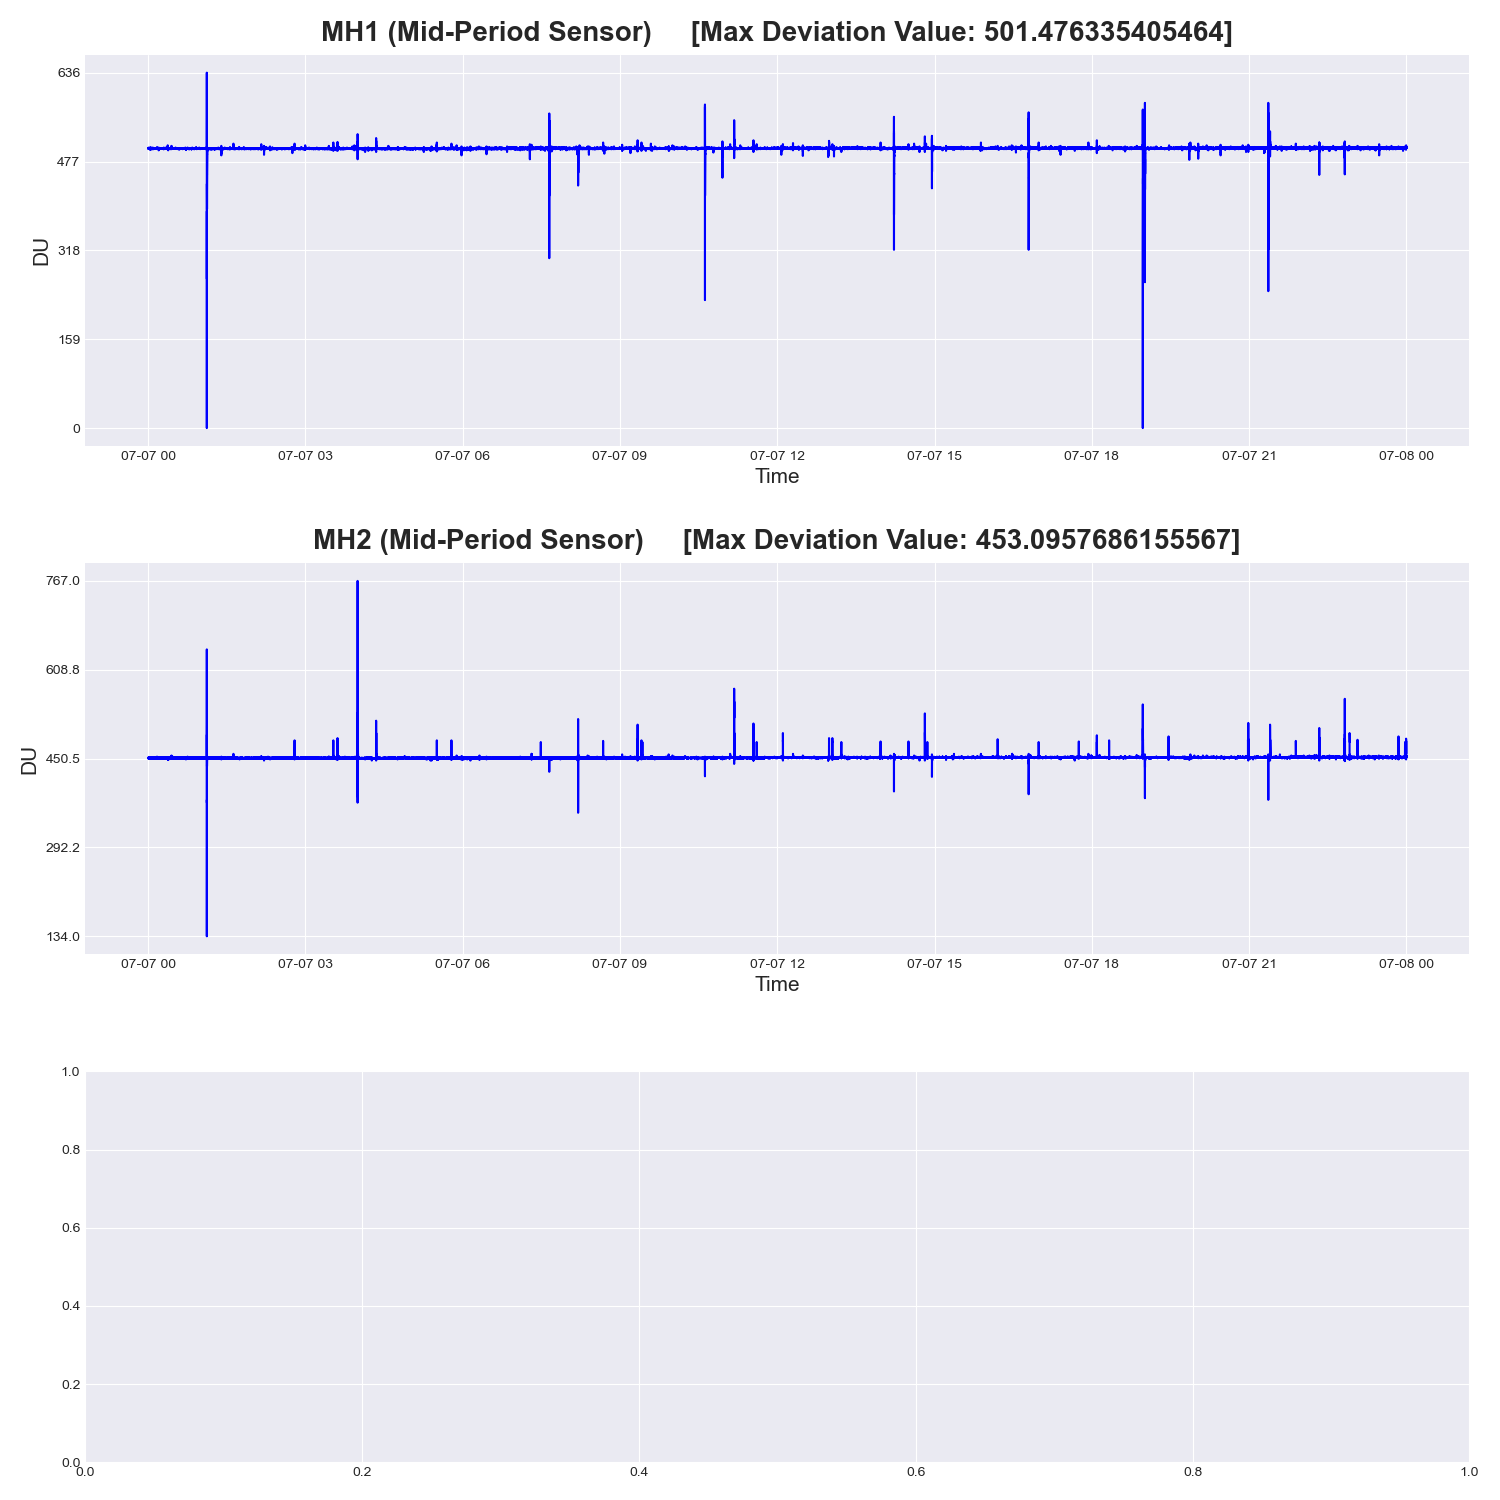 MH1 (Mid-Period Sensor) [Max Deviation Value: 501.476335405464]
636
477
318
159
0
DU
07-07 00 07-07 03 07-07 06 07-07 09 07-07 12 07-07 15 07-07 18 07-07 21 07-08 00
Time
MH2 (Mid-Period Sensor) [Max Deviation Value: 453.0957686155567]
767.0
608.8
450.5
292.2
134.0
DU
07-07 00 07-07 03 07-07 06 07-07 09 07-07 12 07-07 15 07-07 18 07-07 21 07-08 00
Time
1.0
0.8
0.6
0.4
0.2
0.0
0.0 0.2 0.4 0.6 0.8 1.0